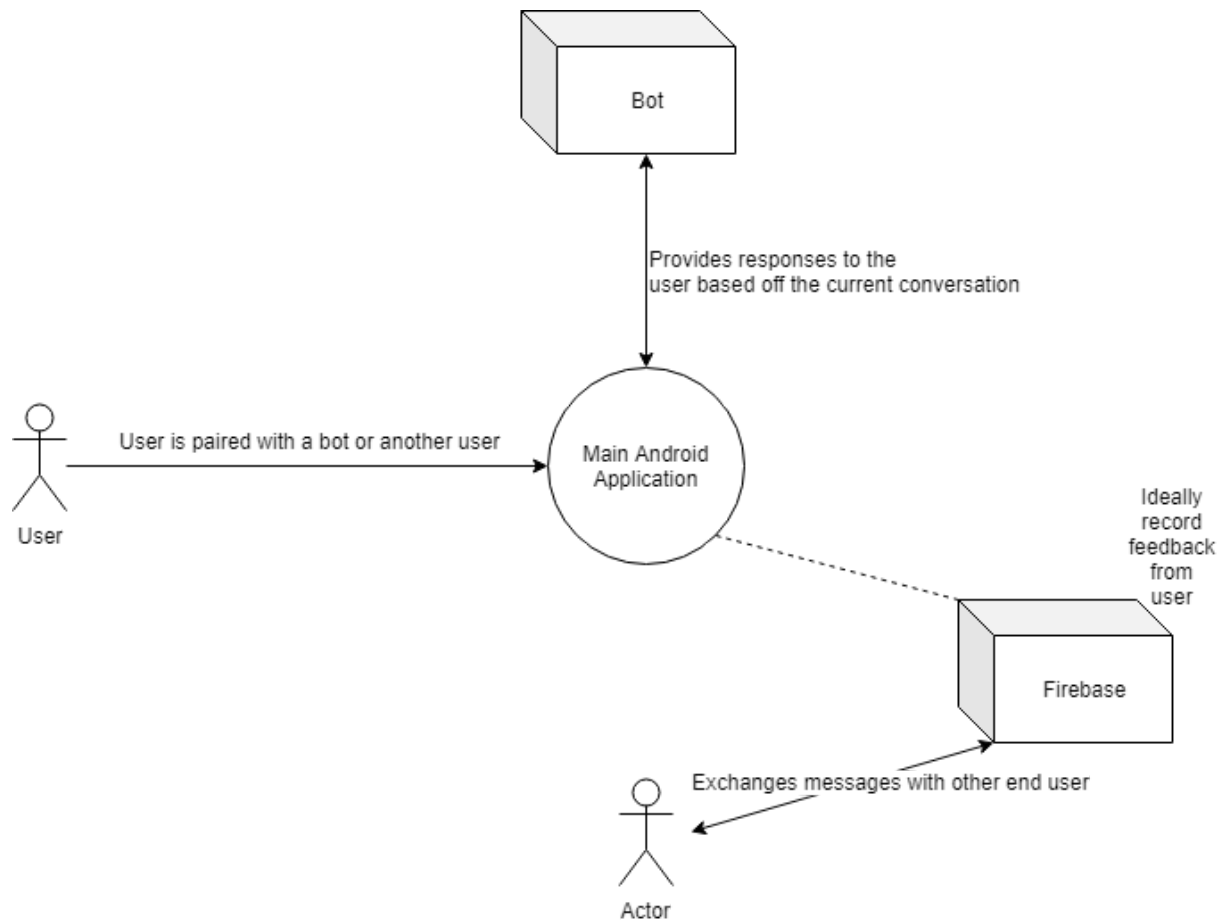 Bot
Provides responses to the
user based off the current conversation
User is paired with a bot or another user
Main Android
Application
User
Ideally
record
feedback
from
user
Firebase
Exchanges messages with other end user
Actor